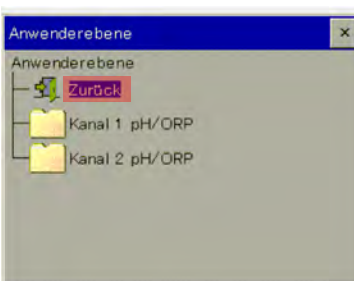 Anwenderebene
Anwenderebene
Zurück
Kanal 1 pH/ORP
Kanal 2 pH/ORP